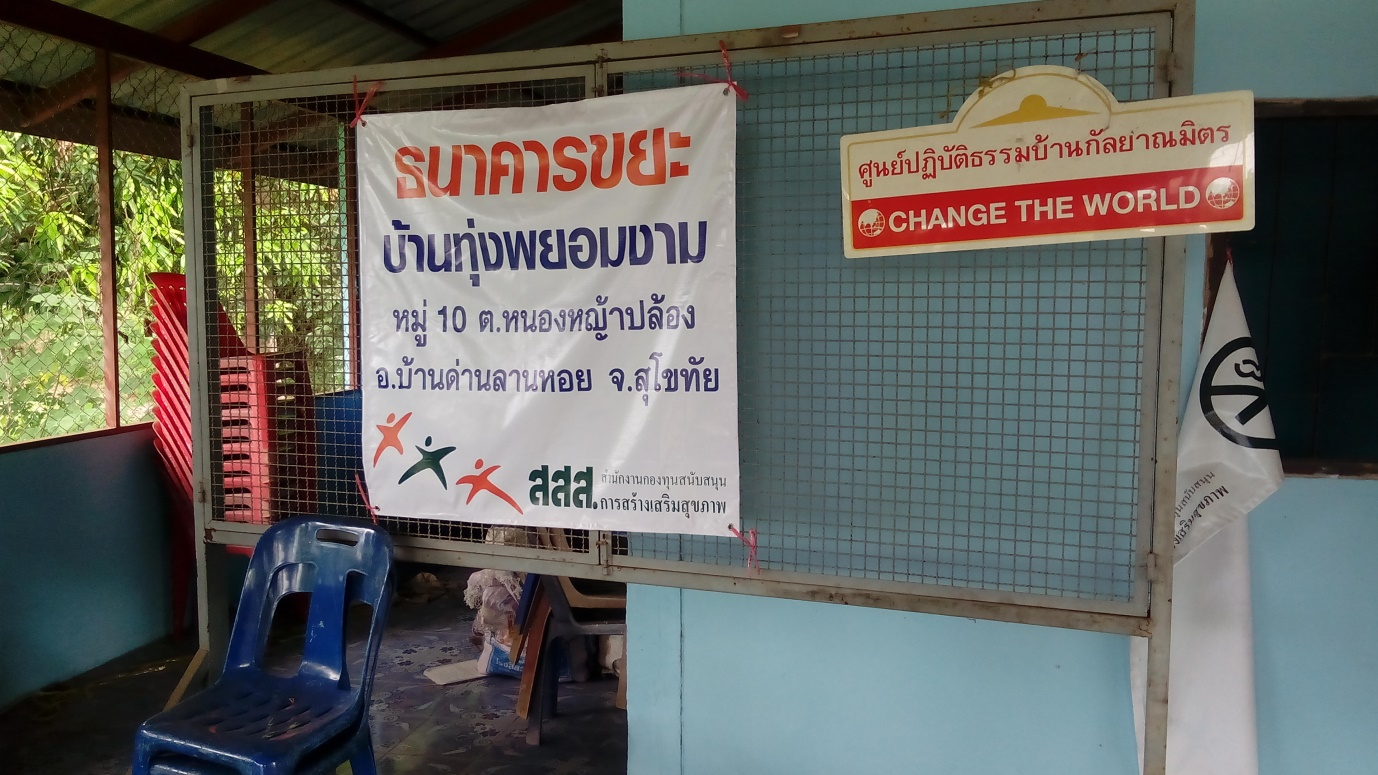 ธนาคารขยะ
บ้านทุ่งพยอมงาม
หมู่ 10 ต.หนองหญ้าปล้อง
อ.บ้านด่านลานหอย จ.สุโขทัย
สสส. สำนักงานกองทุนสนับสนุน
การสร้างเสริมสุขภาพ
ศูนย์ปฏิบัติธรรมบ้านกัลยาณมิตร
CHANGE THE WORLD